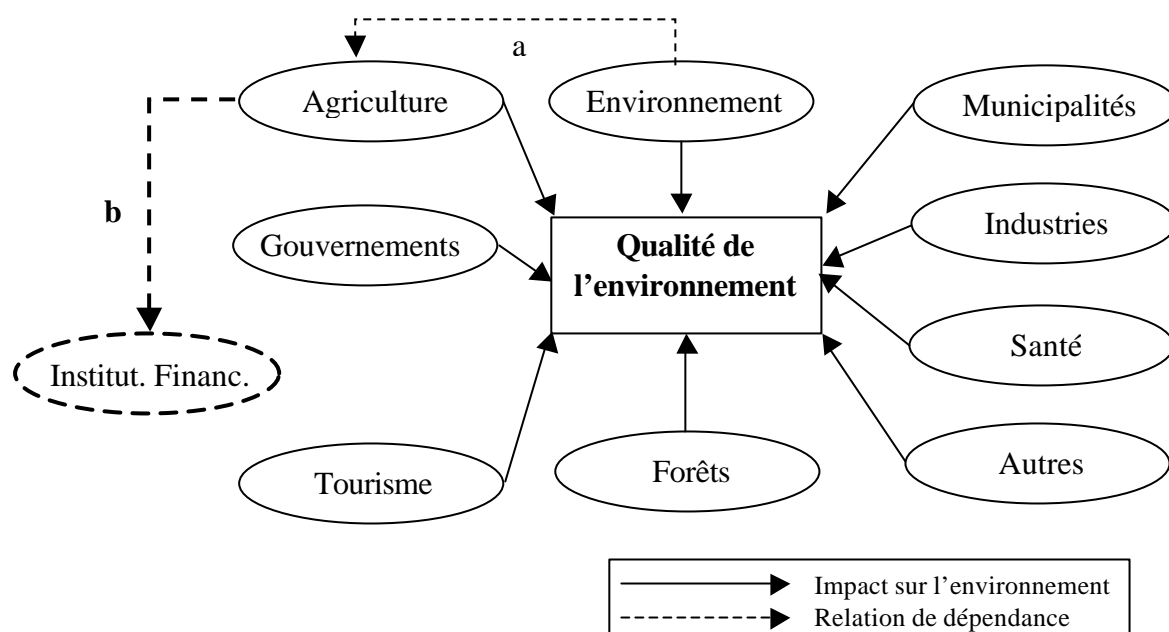 a
Agriculture
Environnement
Municipalités
b
Gouvernements
Qualité de
l’environnement
Industries
Institut. Financ.
Santé
Tourisme
Forêts
Autres
Impact sur l’environnement
Relation de dépendance